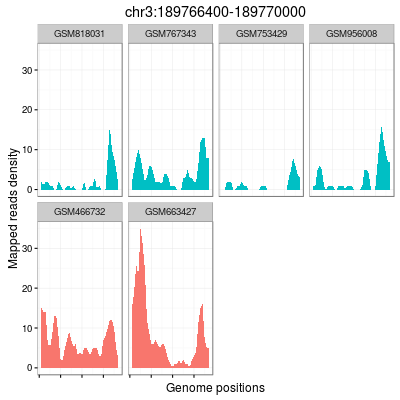 chr3:189766400-189770000
GSM818031 GSM767343 GSM753429 GSM956008
30
20
10
0
GSM466732 GSM663427
30
20
10
0
Mapped reads density
Genome positions